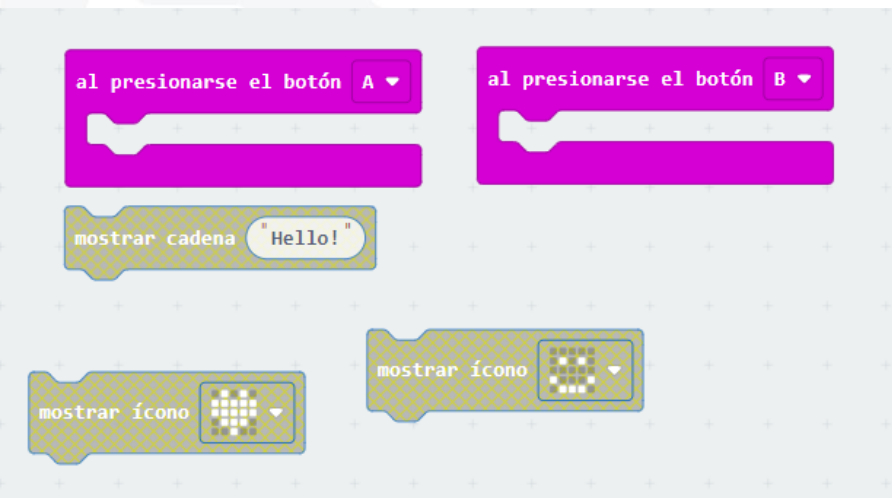 al presionarse el botón A
al presionarse el botón B
mostrar cadena "Hello!"
mostrar ícono
mostrar ícono